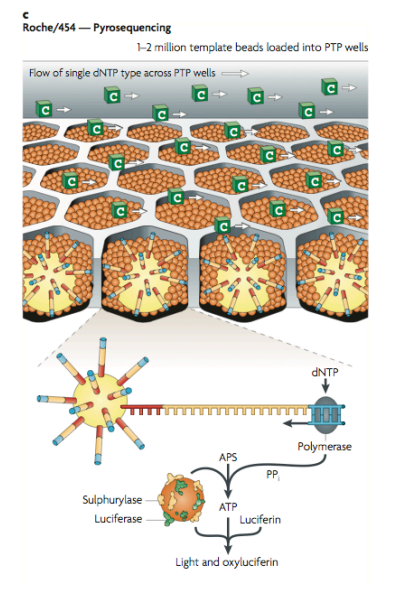 c
Roche/454 — Pyrosequencing
1–2 million template beads loaded into PTP wells
Flow of single dNTP type across PTP wells
C C C C C C
C C C
C C
C C C
C C C C
C
dNTP
Polymerase
APS
PPi
Sulphurylase
Luciferase
ATP
Luciferin
Light and oxyluciferin